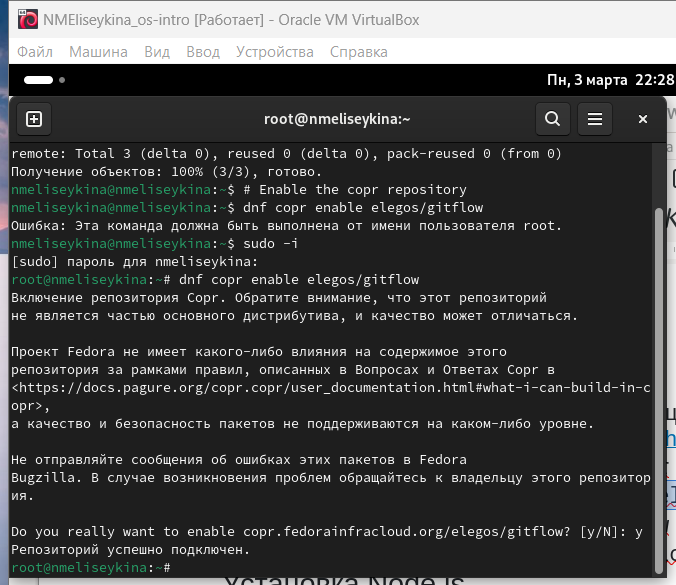 NMEliseykina_os-intro [Работает] - Oracle VM VirtualBox
Файл Машина Вид Ввод Устройства Справка
Пн, 3 марта 22:28
root@nmeliseykina:~
remote: Total 3 (delta 0), reused 0 (delta 0), pack-reused 0 (from 0)
Получение объектов: 100% (3/3), готово.
nmeliseykina@nmeliseykina:~$ # Enable the copr repository
nmeliseykina@nmeliseykina:~$ dnf copr enable elegos/gitflow
Ошибка: Эта команда должна быть выполнена от имени пользователя root.
nmeliseykina@nmeliseykina:~$ sudo -i
[sudo] пароль для nmeliseykina:
root@nmeliseykina:~# dnf copr enable elegos/gitflow
Включение репозитория Copr. Обратите внимание, что этот репозиторий
не является частью основного дистрибутива, и качество может отличаться.
Проект Fedora не имеет какого-либо влияния на содержимое этого
репозитория за рамками правил, описанных в Вопросах и Ответах Copr в
<https://docs.pagure.org/copr.copr/user_documentation.html#what-i-can-build-in-c
opr>,
а качество и безопасность пакетов не поддерживаются на каком-либо уровне.
Не отправляйте сообщения об ошибках этих пакетов в Fedora
Bugzilla. В случае возникновения проблем обращайтесь к владельцу этого репозитор
ия.
Do you really want to enable copr.fedorainfracloud.org/elegos/gitflow? [y/N]: y
Репозиторий успешно подключен.
root@nmeliseykina:~#
Установка Node.js